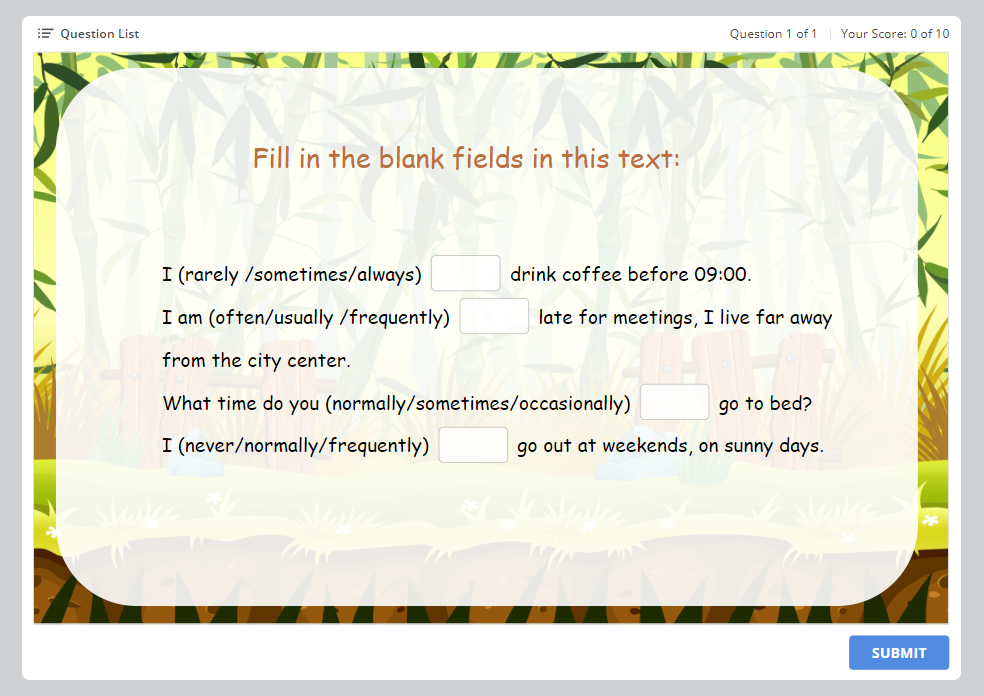 Question List
Question 1 of 1 | Your Score: 0 of 10
Fill in the blank fields in this text:
I (rarely /sometimes/always) drink coffee before 09:00.
I am (often/usually /frequently) late for meetings, I live far away
from the city center.
What time do you (normally/sometimes/occasionally) go to bed?
I (never/normally/frequently) go out at weekends, on sunny days.
SUBMIT